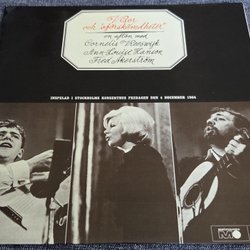 Visor
och "oförskämdheter"
en afton med
Cornelis Vreeswijk
Ann-Louise Hanson
Fred Åkerström
INSPELAD I STOCKHOLMS KONSERTHUS FREDAGEN DEN 4 DECEMBER 1964